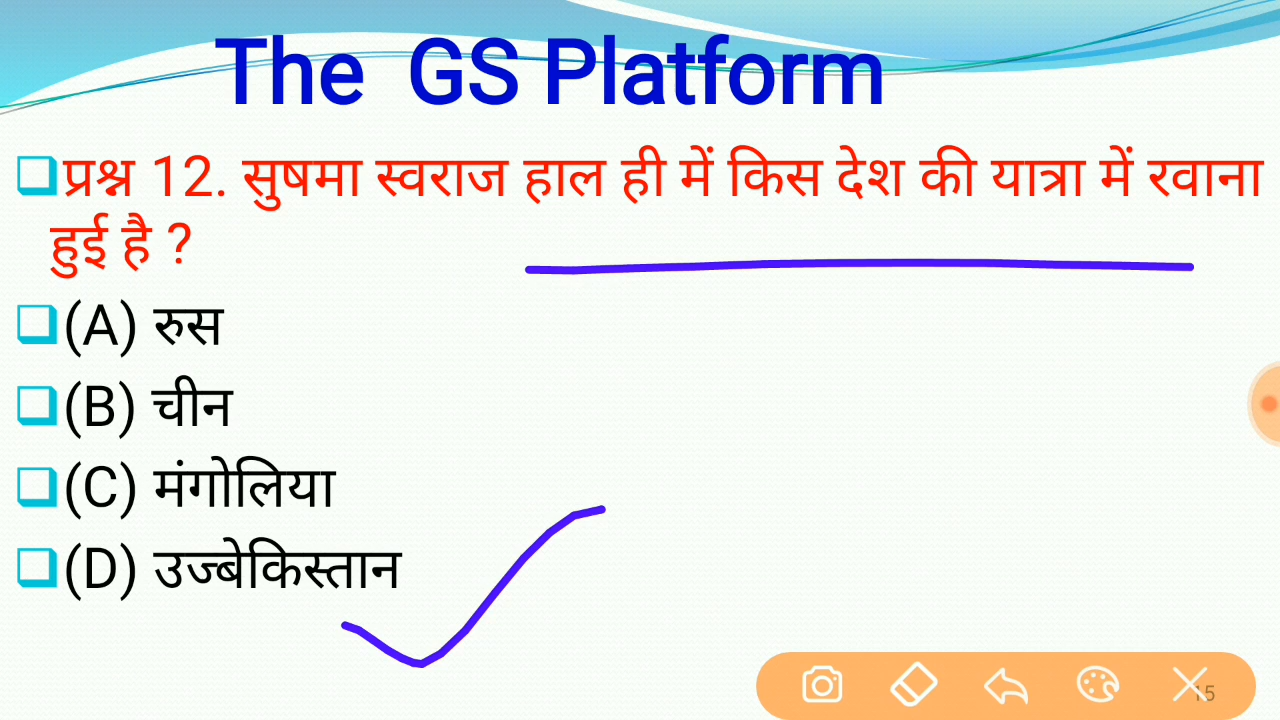 The GS Platform
प्रश्न 12. सुषमा स्वराज हाल ही में किस देश की यात्रा में रवाना
हुई है ?
(A) रुस
(B) चीन
(C) मंगोलिया
(D) उज्बेकिस्तान
15